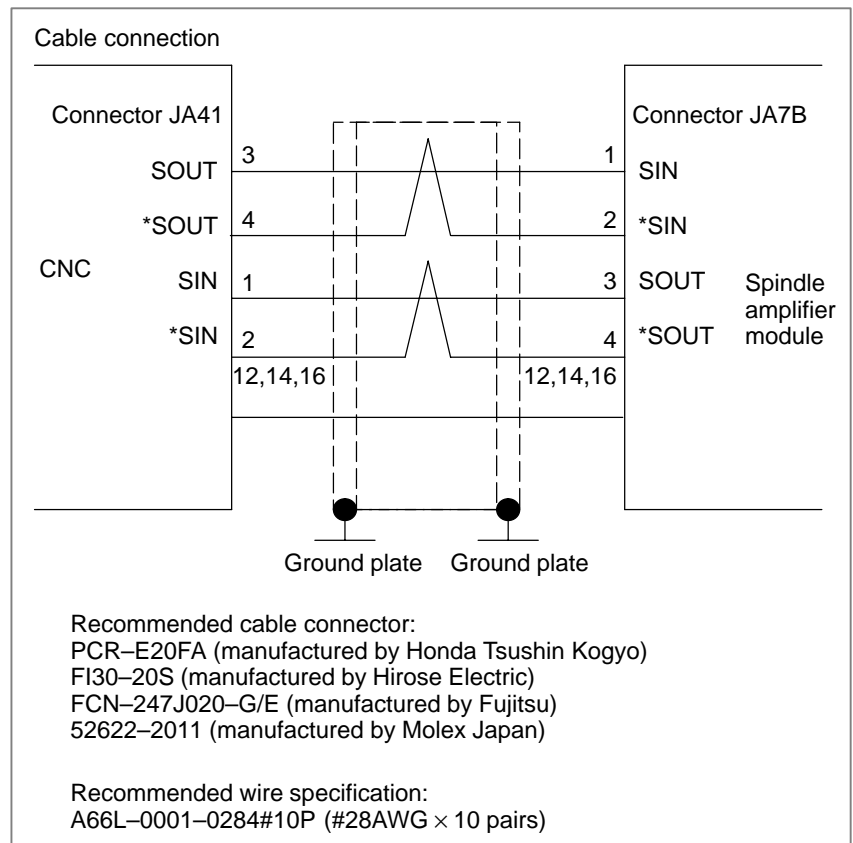 Cable connection
Connector JA41 Connector JA7B
SOUT 3 1 SIN
*SOUT 4 2 *SIN
CNC
SIN 1 3 SOUT
Spindle amplifier module
*SIN 2 4 *SOUT
12,14,16 12,14,16
Ground plate Ground plate
Recommended cable connector:
PCR–E20FA (manufactured by Honda Tsushin Kogyo)
FI30–20S (manufactured by Hirose Electric)
FCN–247J020–G/E (manufactured by Fujitsu)
52622–2011 (manufactured by Molex Japan)
Recommended wire specification:
A66L–0001–0284#10P (#28AWG × 10 pairs)